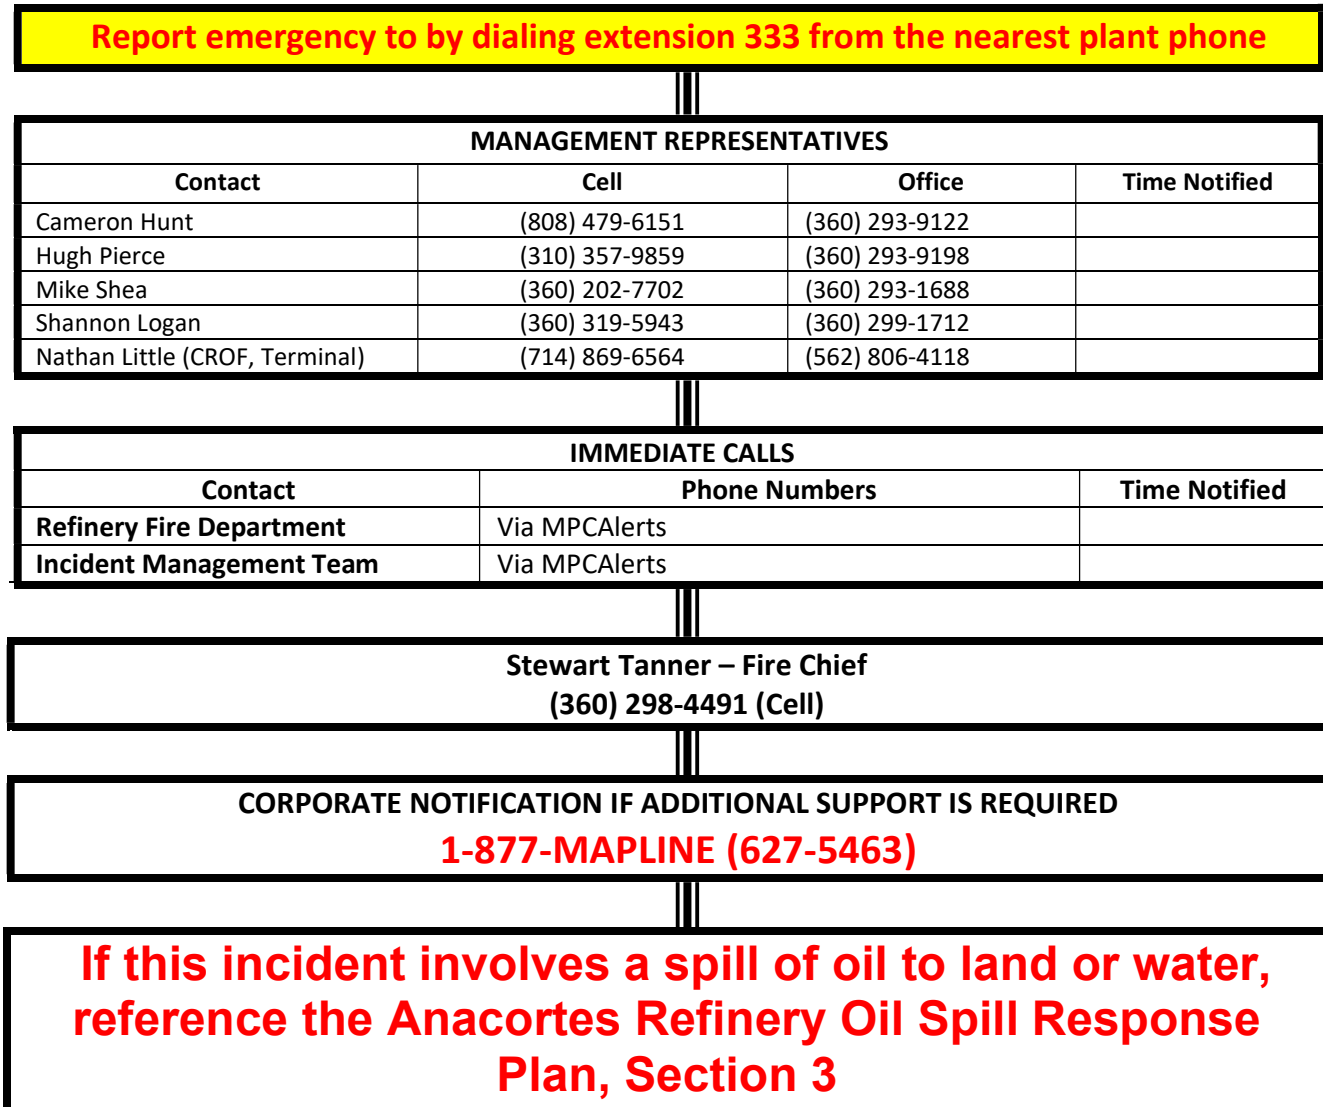 Report emergency to by dialing extension 333 from the nearest plant phone
MANAGEMENT REPRESENTATIVES
Contact Cell Office Time Notified
Cameron Hunt (808) 479-6151 (360) 293-9122
Hugh Pierce (310) 357-9859 (360) 293-9198
Mike Shea (360) 202-7702 (360) 293-1688
Shannon Logan (360) 319-5943 (360) 299-1712
Nathan Little (CROF, Terminal) (714) 869-6564 (562) 806-4118
IMMEDIATE CALLS
Contact Phone Numbers Time Notified
Refinery Fire Department Via MPCAlerts
Incident Management Team Via MPCAlerts
Stewart Tanner – Fire Chief
(360) 298-4491 (Cell)
CORPORATE NOTIFICATION IF ADDITIONAL SUPPORT IS REQUIRED
1-877-MAPLINE (627-5463)
If this incident involves a spill of oil to land or water,
reference the Anacortes Refinery Oil Spill Response
Plan, Section 3